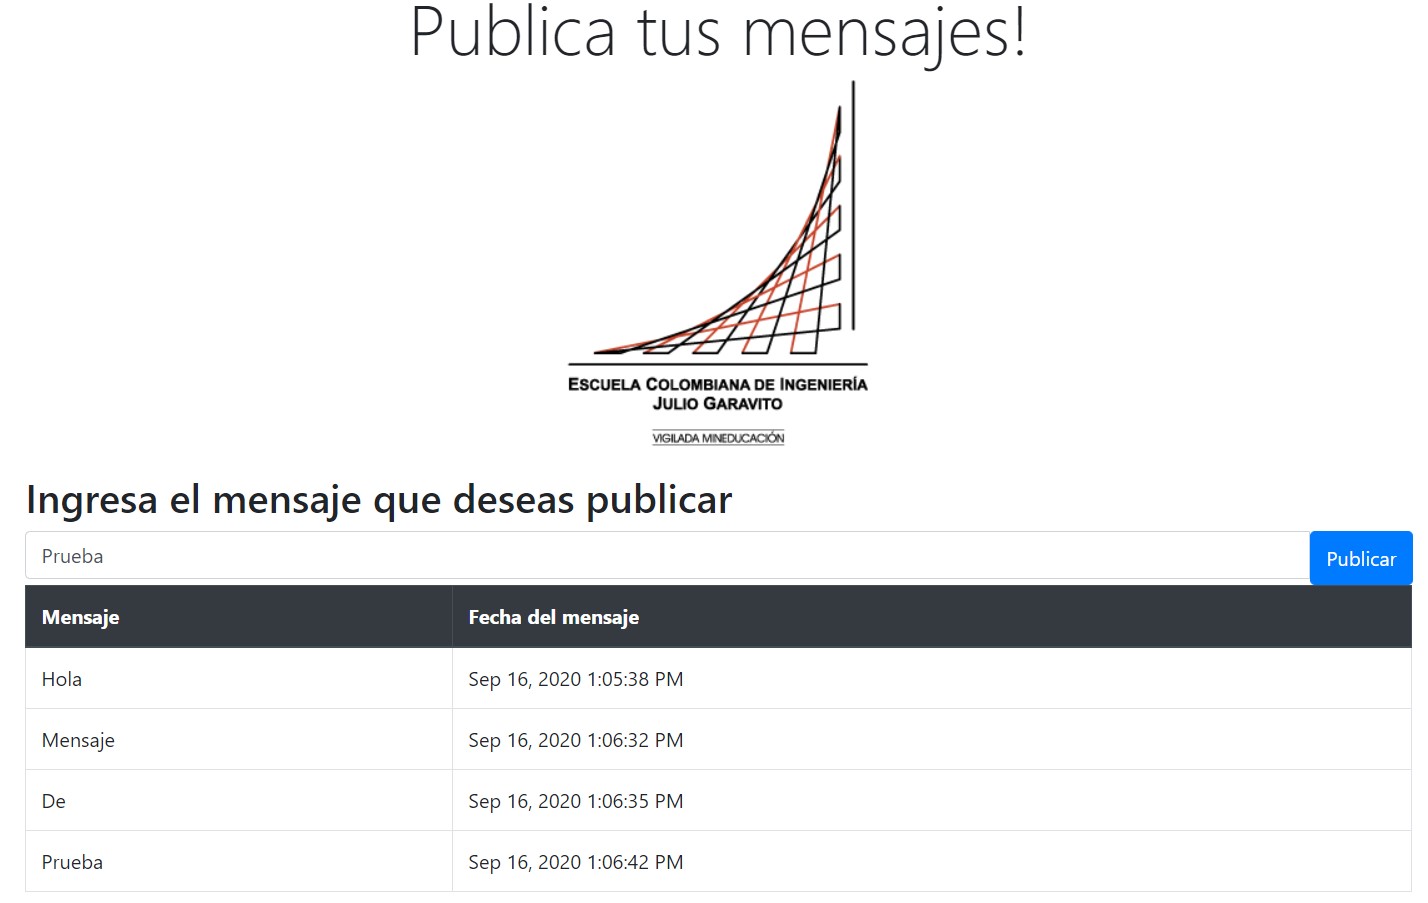 Publica tus mensajes!
ESCUELA COLOMBIANA DE INGENIERÍA
JULIO GARAVITO
VIGILADA MINEDUCACIÓN
Ingresa el mensaje que deseas publicar
Prueba Publicar
Mensaje Fecha del mensaje
Hola Sep 16, 2020 1:05:38 PM
Mensaje Sep 16, 2020 1:06:32 PM
De Sep 16, 2020 1:06:35 PM
Prueba Sep 16, 2020 1:06:42 PM